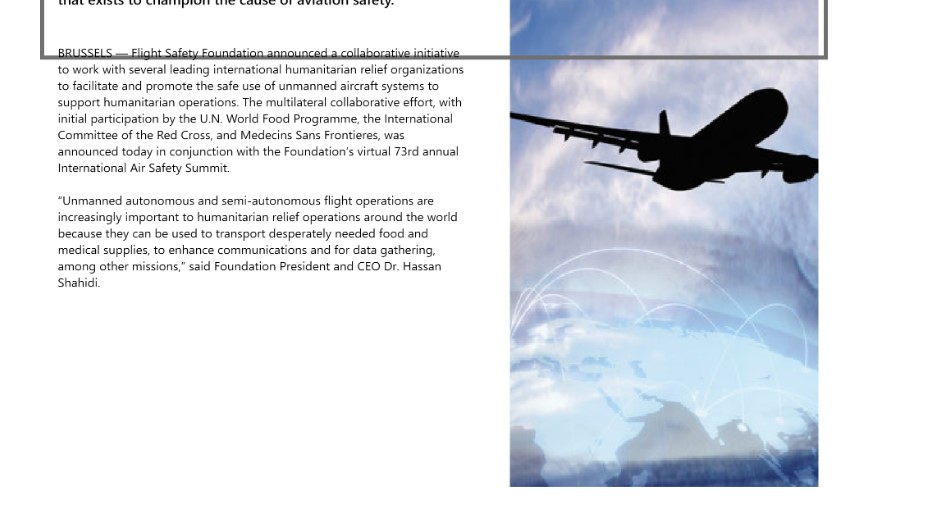 that exists to champion the cause of aviation safety.
BRUSSELS — Flight Safety Foundation announced a collaborative initiative
to work with several leading international humanitarian relief organizations
to facilitate and promote the safe use of unmanned aircraft systems to
support humanitarian operations. The multilateral collaborative effort, with
initial participation by the U.N. World Food Programme, the International
Committee of the Red Cross, and Medecins Sans Frontieres, was
announced today in conjunction with the Foundation's virtual 73rd annual
International Air Safety Summit.
“Unmanned autonomous and semi-autonomous flight operations are
increasingly important to humanitarian relief operations around the world
because they can be used to transport desperately needed food and
medical supplies, to enhance communications and for data gathering,
among other missions,” said Foundation President and CEO Dr. Hassan
Shahidi.